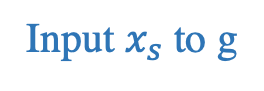 Input 𝑥ₛ to g